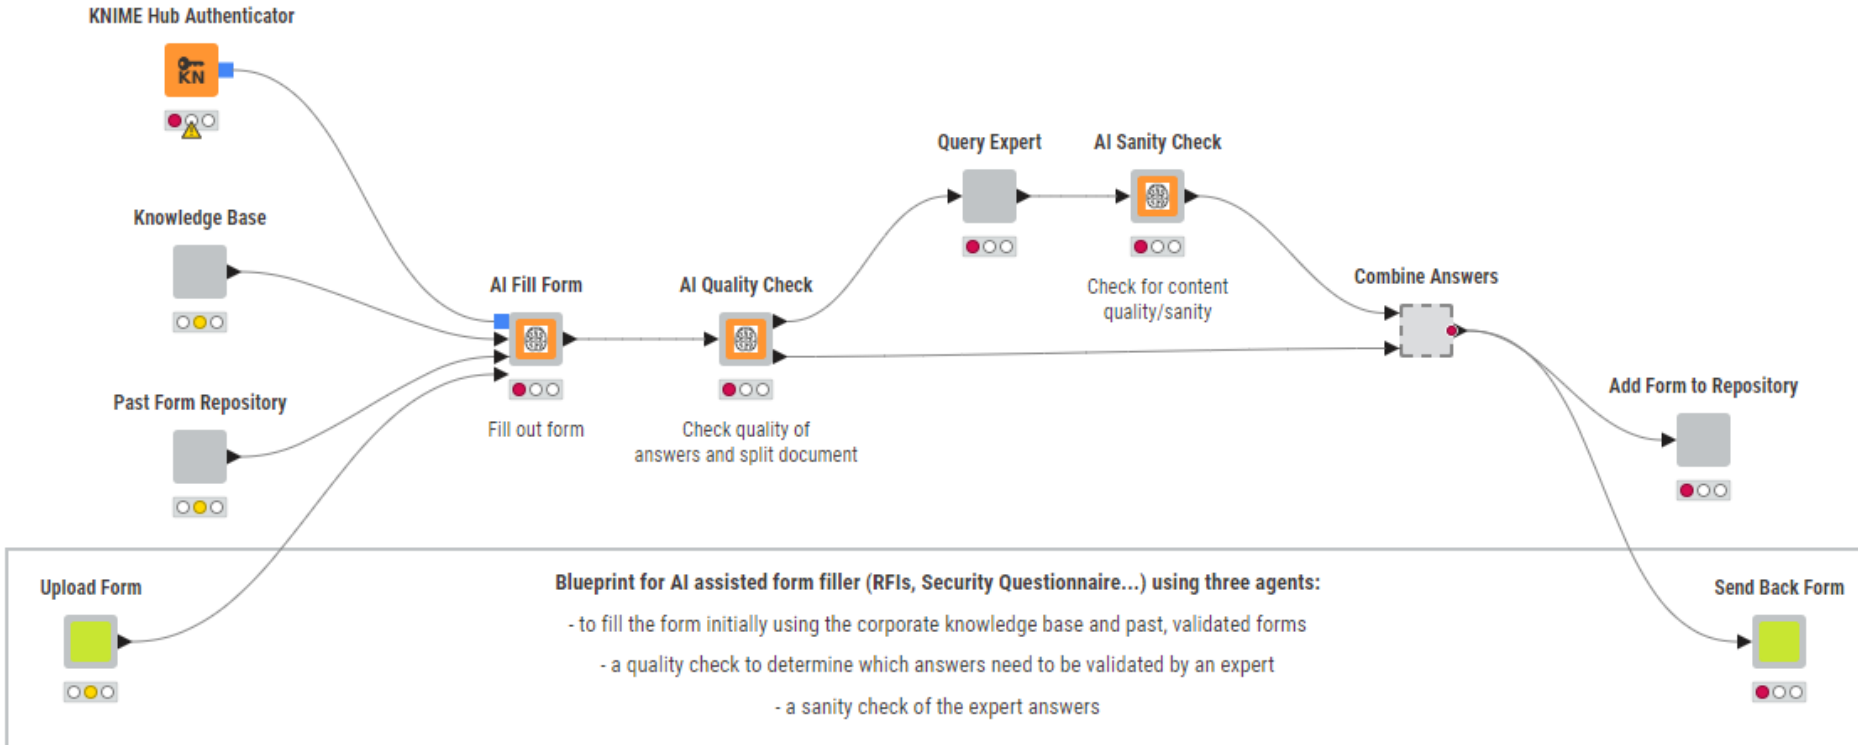 KNIME Hub Authenticator
KN
Knowledge Base
Past Form Repository
Upload Form
AI Fill Form
Fill out form
AI Quality Check
Check quality of
answers and split document
Query Expert
AI Sanity Check
Check for content
quality/sanity
Combine Answers
Add Form to Repository
Send Back Form
Blueprint for AI assisted form filler (RFIs, Security Questionnaire...) using three agents:
- to fill the form initially using the corporate knowledge base and past, validated forms
- a quality check to determine which answers need to be validated by an expert
- a sanity check of the expert answers